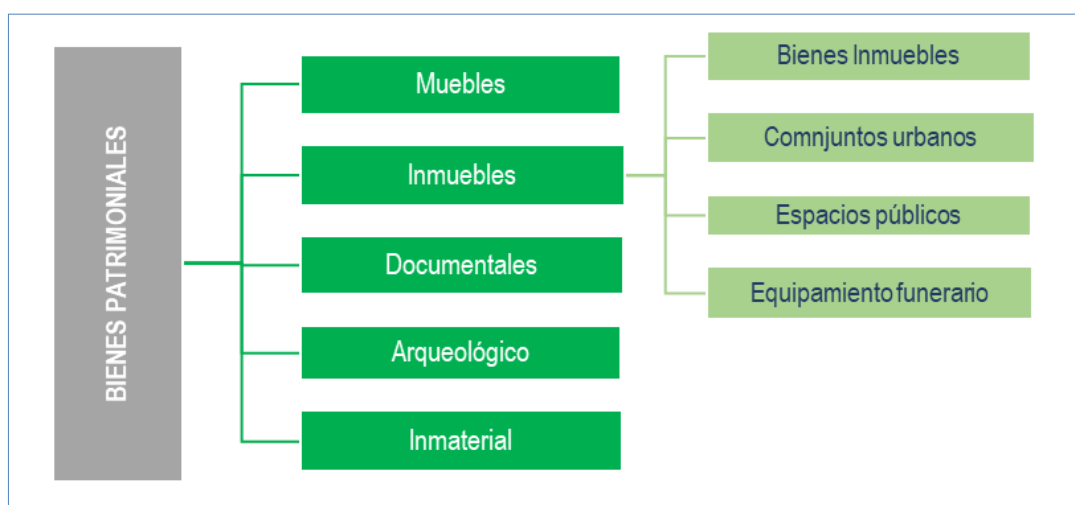 BIENES PATRIMONIALES
Muebles
Inmuebles
Documentales
Arqueológico
Inmaterial
Bienes Inmuebles
Comnjuntos urbanos
Espacios públicos
Equipamiento funerario